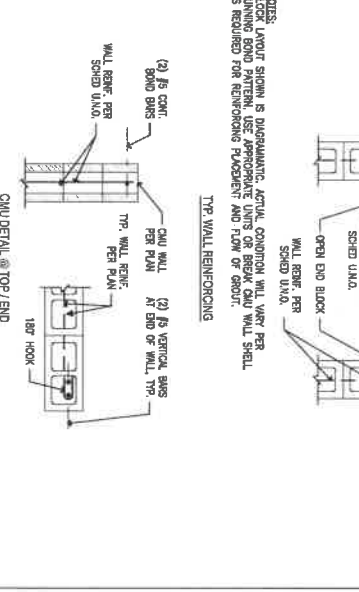 SCHED U.N.O.
OPEN END BLOCK
WALL REINF. PER
SCHED U.N.O.
NOTES:
BLOCK LAYOUT SHOWN IS DIAGRAMMATIC. ACTUAL CONDITION WILL VARY PER
RUNNING BOND PATTERN. USE APPROPRIATE UNITS OR BREAK CMU WALL SHELL
AS REQUIRED FOR REINFORCING PLACEMENT AND FLOW OF GROUT.
TYP. WALL REINFORCING
(2) #5 CONT.
BOND BARS
WALL REINF. PER
SCHED U.N.O.
CMU WALL
PER PLAN
TYP. WALL REINF.
PER PLAN
(2) #5 VERTICAL BARS
AT END OF WALL, TYP.
180° HOOK
CMU DETAIL @ TOP / END